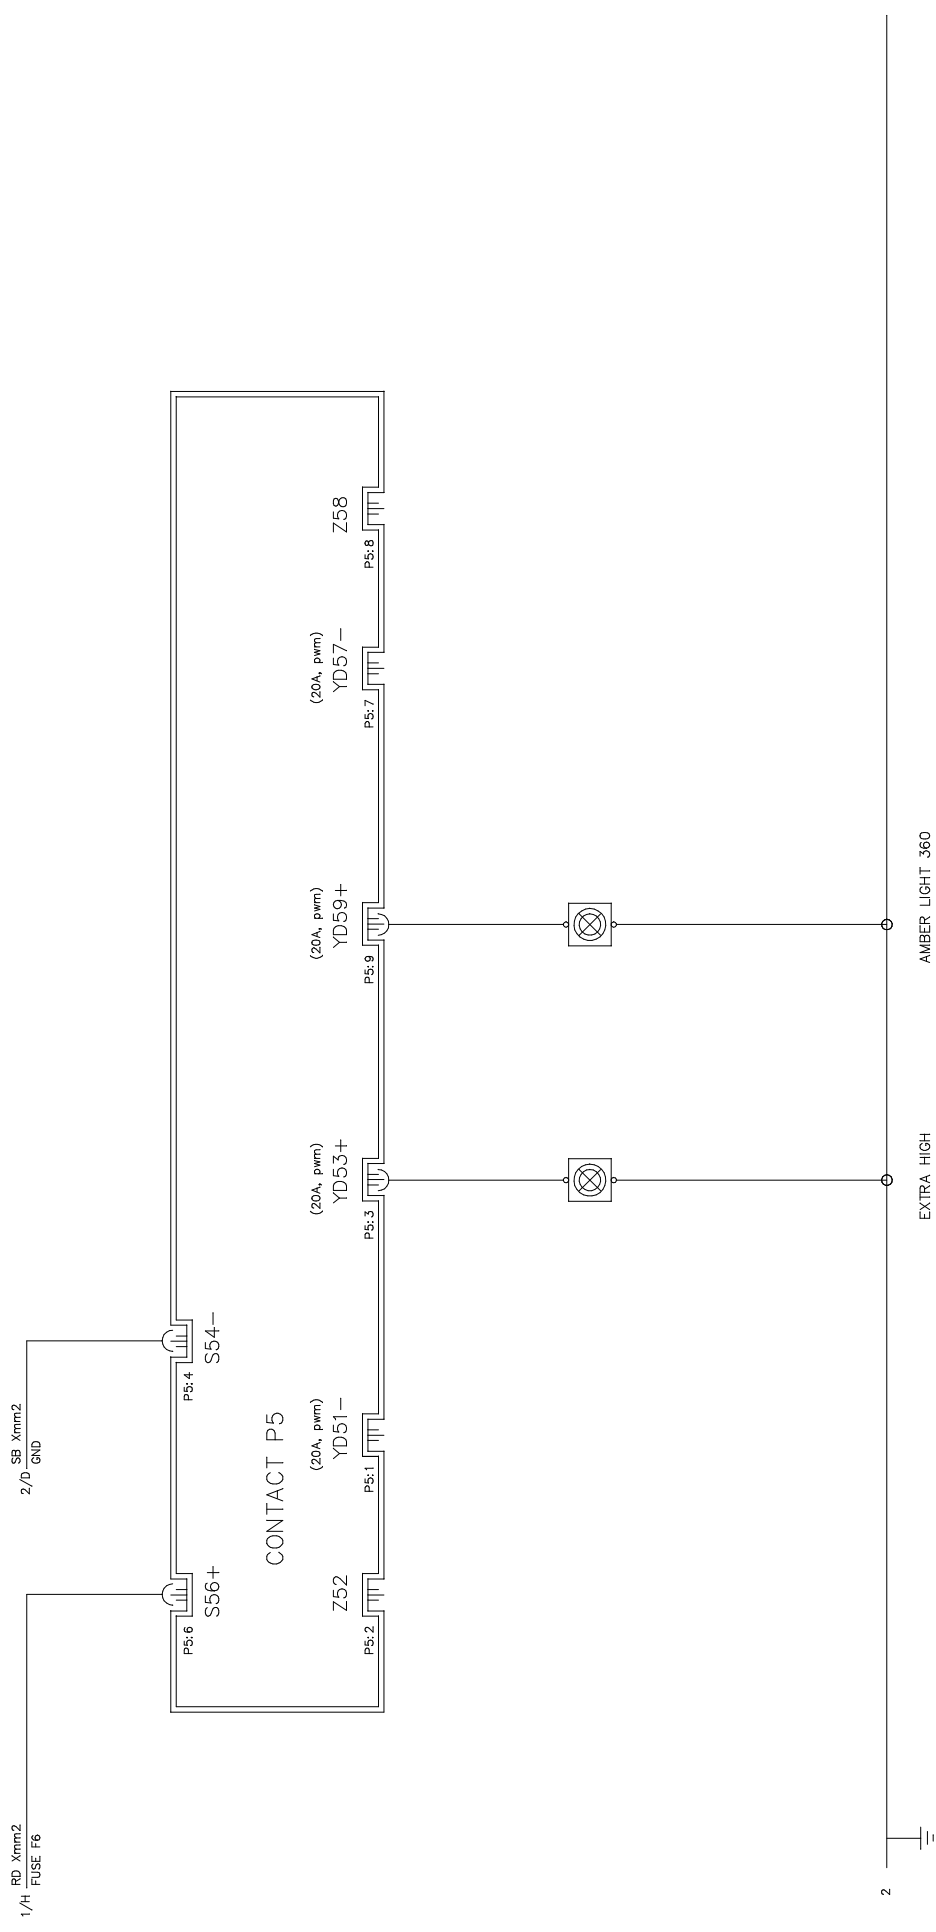 1/H
RD Xmm2
FUSE F6
2/D
SB Xmm2
GND
P5:6
S56+
P5:4
S54-
CONTACT P5
Z52
P5:2
(20A, pwm)
YD51-
P5:1
(20A, pwm)
YD53+
P5:3
(20A, pwm)
YD59+
P5:9
(20A, pwm)
YD57-
P5:7
Z58
P5:8
2
EXTRA HIGH
AMBER LIGHT 360